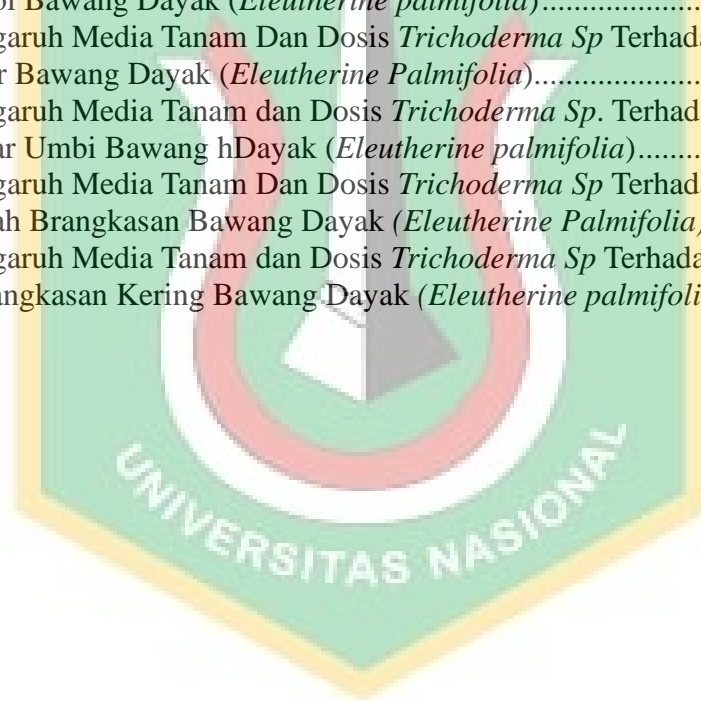 bi Bawang Dayak (Eleutherine palmifolia)..................
garuh Media Tanam Dan Dosis Trichoderma Sp Terhada
r Bawang Dayak (Eleutherine Palmifolia).....................
garuh Media Tanam dan Dosis Trichoderma Sp. Terhad
ar Umbi Bawang hDayak (Eleutherine palmifolia)........
garuh Media Tanam Dan Dosis Trichoderma Sp Terhada
ah Brangkasan Bawang Dayak (Eleutherine Palmifolia)
garuh Media Tanam dan Dosis Trichoderma Sp Terhada
angkasan Kering Bawang Dayak (Eleutherine palmifoli
UNIVERSITAS NASIONAL